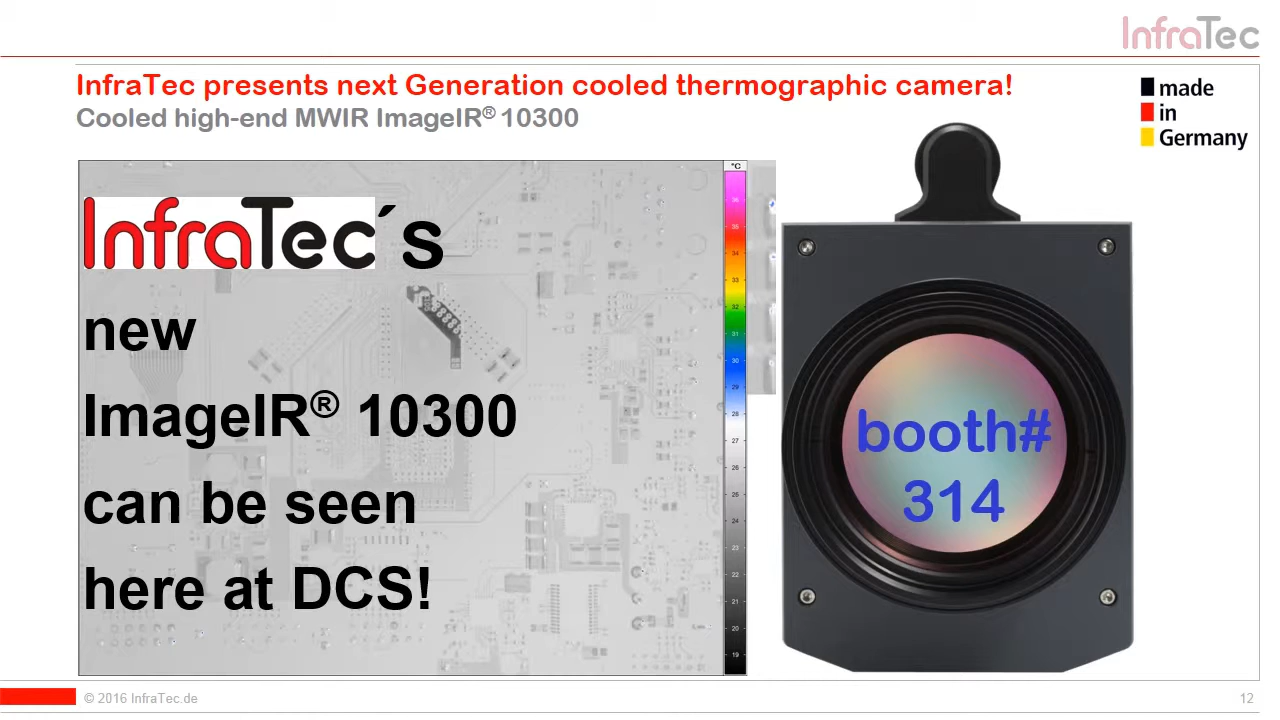 InfraTec
InfraTec presents next Generation cooled thermographic camera!
Cooled high-end MWIR ImageIR® 10300
made
in
Germany
InfraTec´s
new
ImageIR® 10300
can be seen
here at DCS!
°C
36
35
34
33
32
31
30
29
28
27
26
25
24
23
22
21
20
19
booth#
314
© 2016 InfraTec.de
12